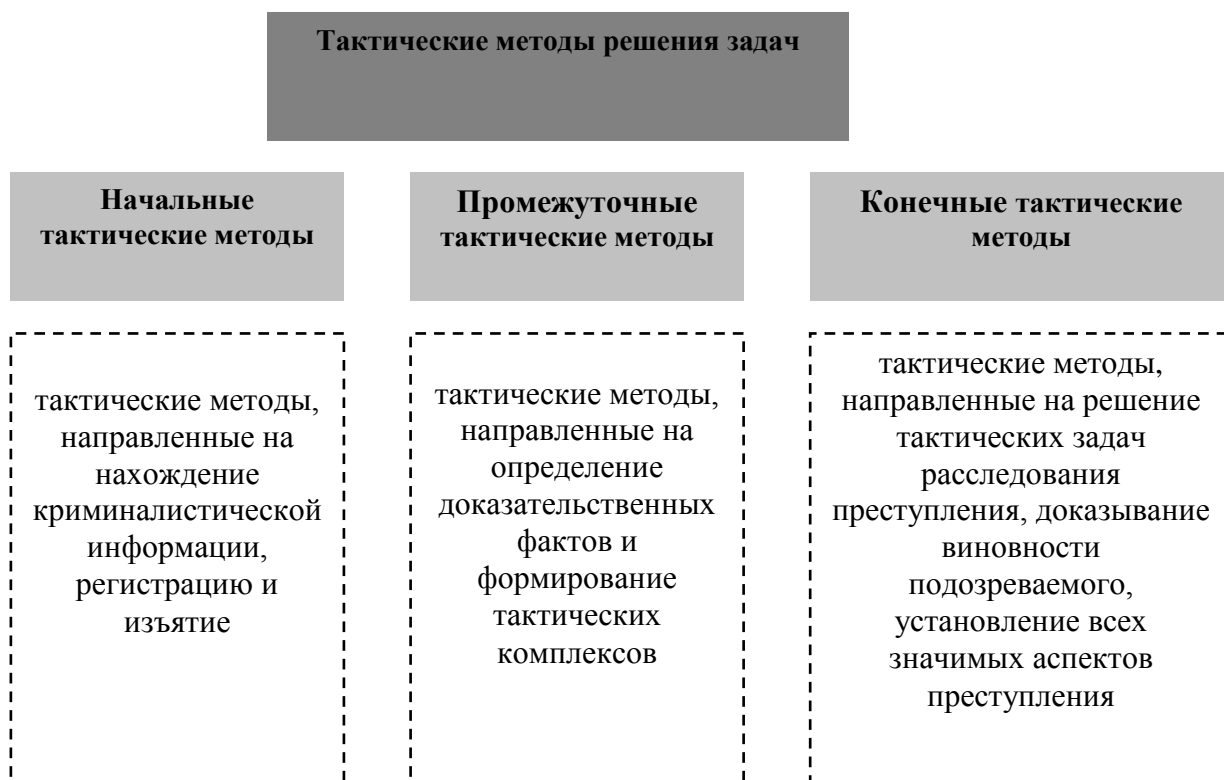 Тактические методы решения задач
Начальные
тактические методы
Промежуточные
тактические методы
Конечные тактические
методы
тактические методы,
направленные на
нахождение
криминалистической
информации,
регистрацию и
изъятие
тактические методы,
направленные на
определение
доказательственных
фактов и
формирование
тактических
комплексов
тактические методы,
направленные на решение
тактических задач
расследования
преступления, доказывание
виновности
подозреваемого,
установление всех
значимых аспектов
преступления